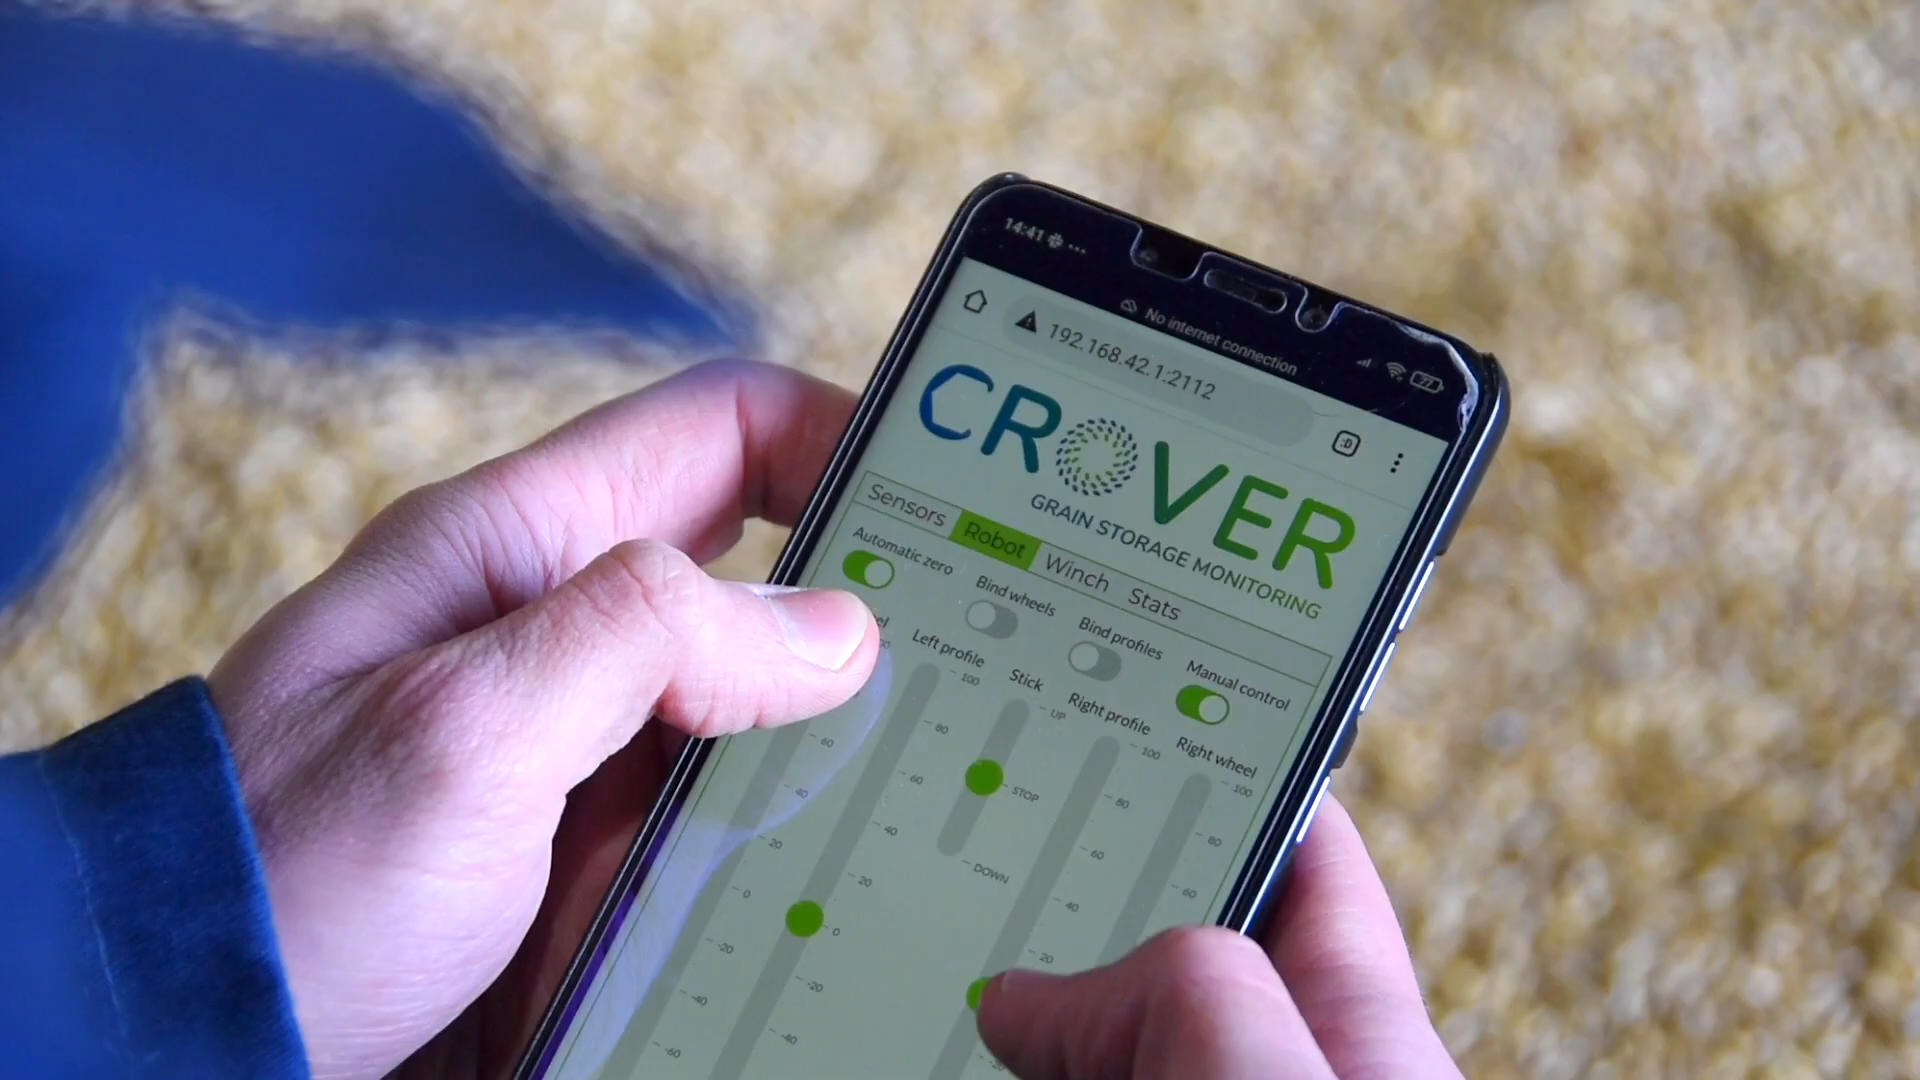 14:41
No internet connection
77
192.168.42.1:2112
:D
CROVER
GRAIN STORAGE MONITORING
Sensors Robot Winch Stats
Automatic zero Bind wheels Bind profiles Manual control
el Left profile Stick Right profile Right wheel
60
40
20
0
-20
-40
-60
100
80
60
40
20
0
-20
-40
UP
STOP
DOWN
100
80
60
40
20
-20
100
80
60